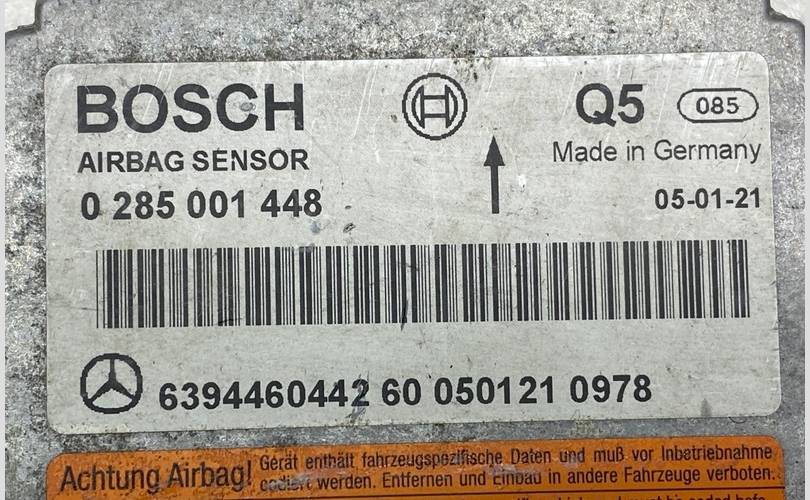 BOSCH
Q5 085
AIRBAG SENSOR
Made in Germany
0 285 001 448
05-01-21
6394460442 60 050121 0978
Achtung Airbag! Gerät enthält fahrzeugspezifische Daten und muß vor Inbetriebnahme
codiert werden. Entfernen und Einbau in andere Fahrzeuge verboten.